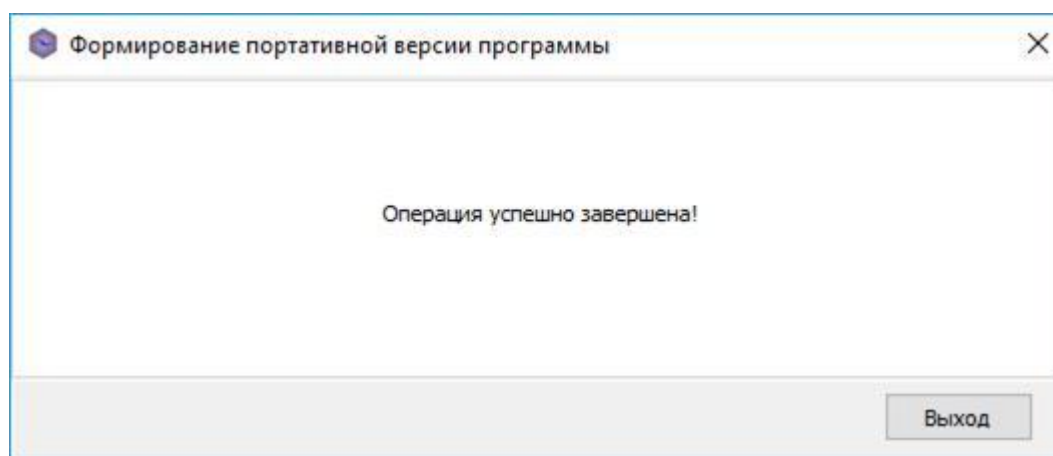 Формирование портативной версии программы
Операция успешно завершена!
Выход